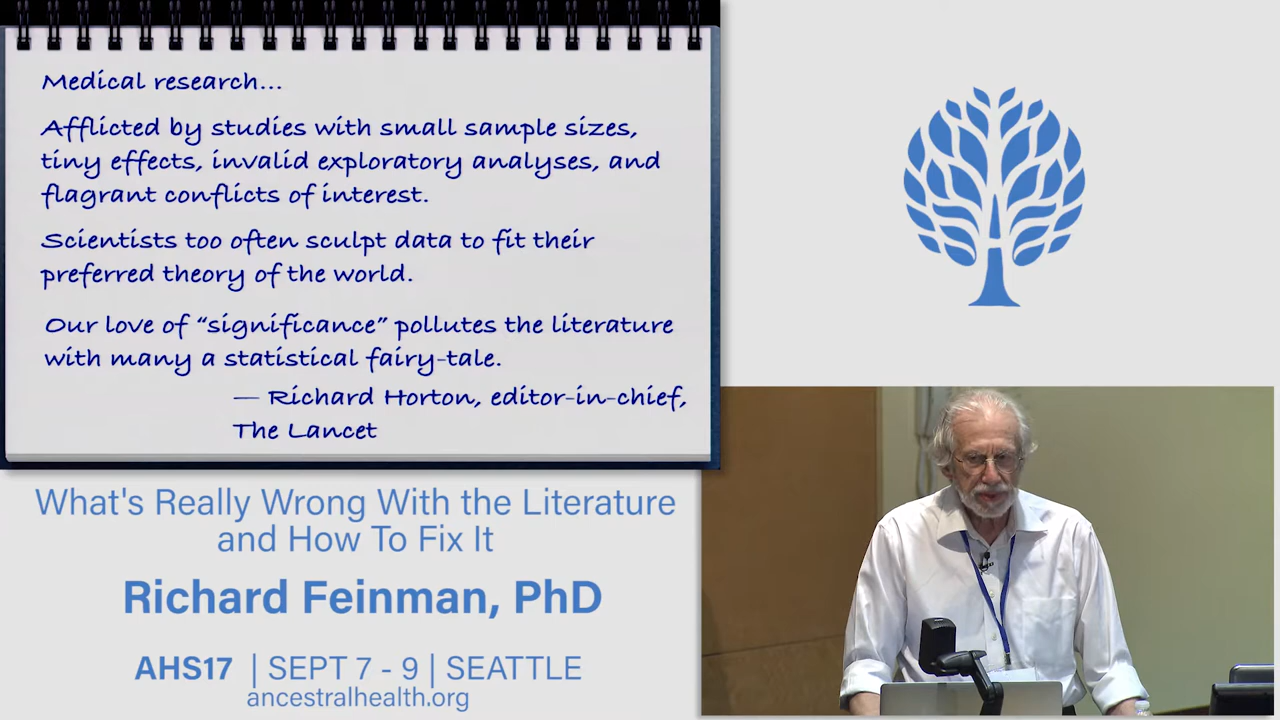 Medical research...
Afflicted by studies with small sample sizes,
tiny effects, invalid exploratory analyses, and
flagrant conflicts of interest.
Scientists too often sculpt data to fit their
preferred theory of the world.
Our love of “significance” pollutes the literature
with many a statistical fairy-tale.
— Richard Horton, editor-in-chief,
The Lancet
What's Really Wrong With the Literature
and How To Fix It
Richard Feinman, PhD
AHS17 | SEPT 7 - 9 | SEATTLE
ancestralhealth.org